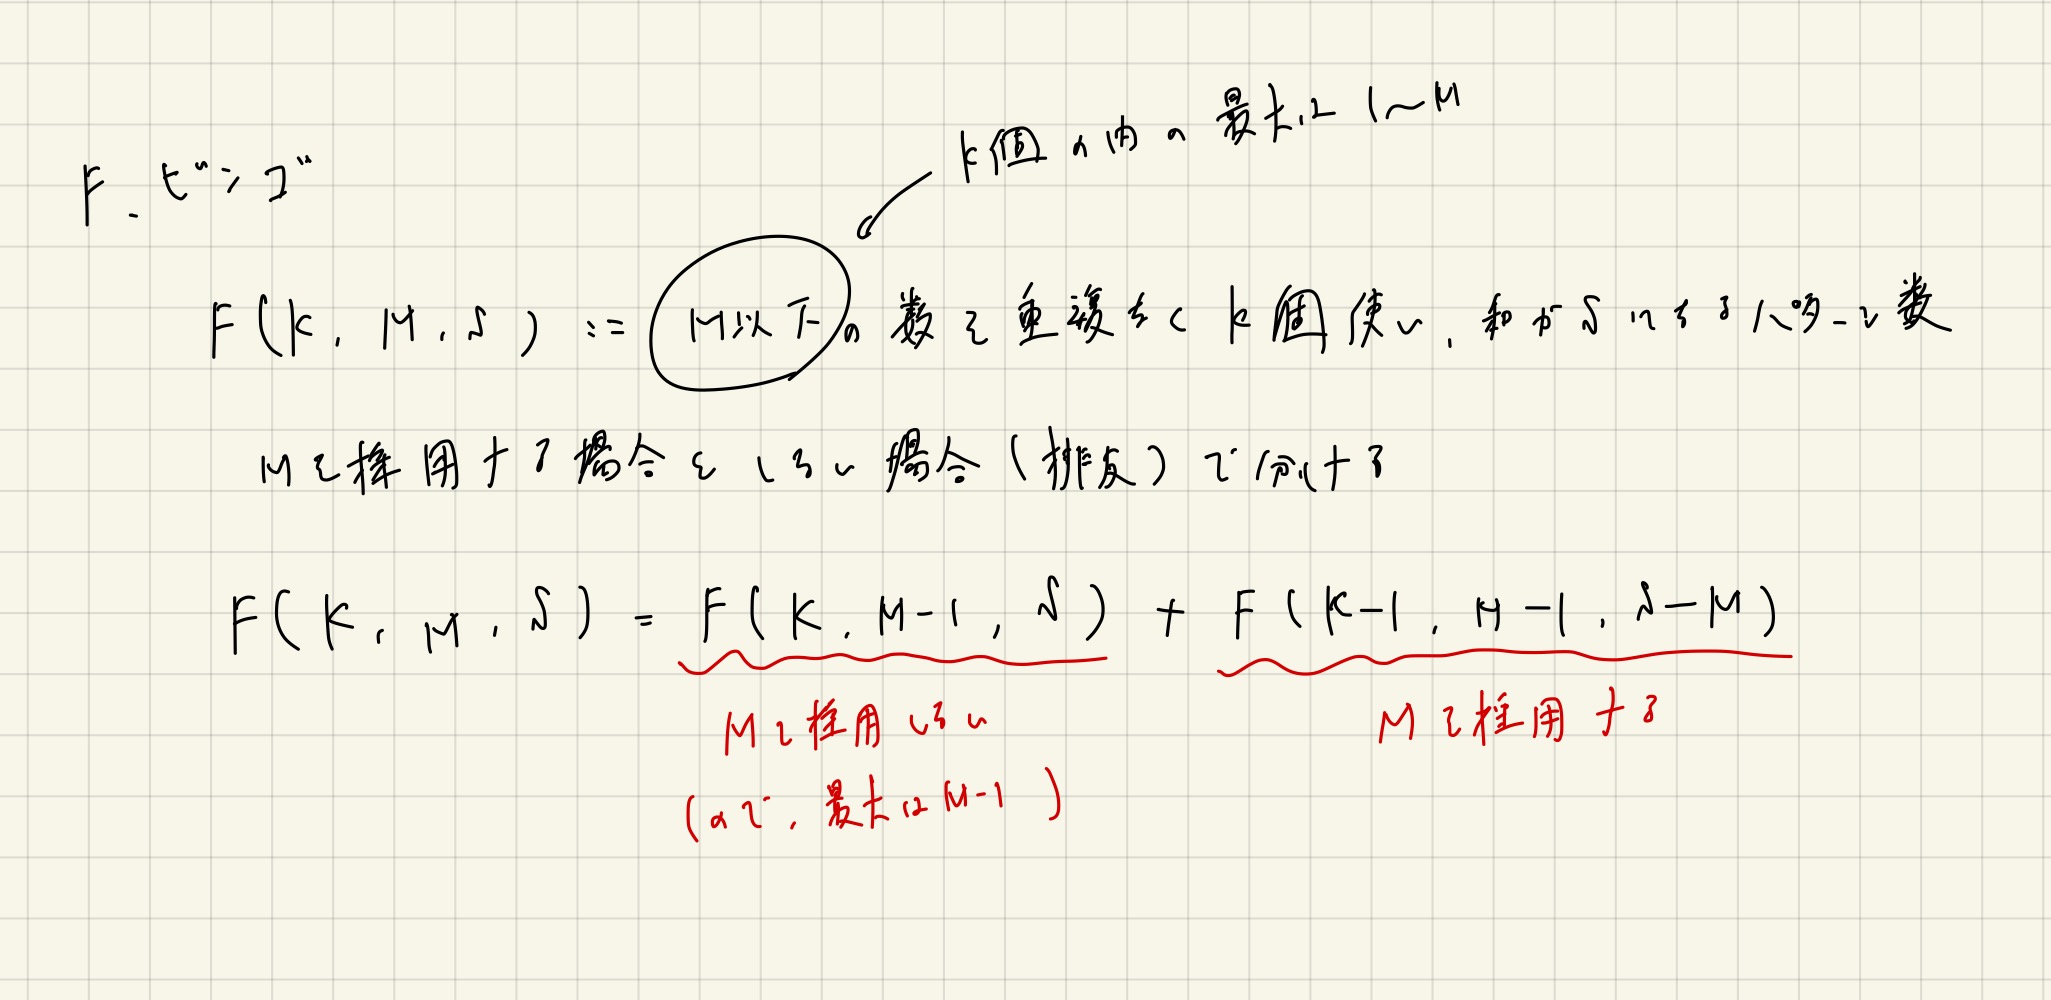 K個の内の最大は 1〜M
F. ビンゴ
F(K, M, S) := M以下の数を重複なく K個使い、和がSになるパターン数
Mを採用する場合としない場合(排反)で分ける
F(K, M, S) = F(K, M-1, S) + F(K-1, M-1, S-M)
Mを採用しない
Mを採用する
(ので、最大は M-1)